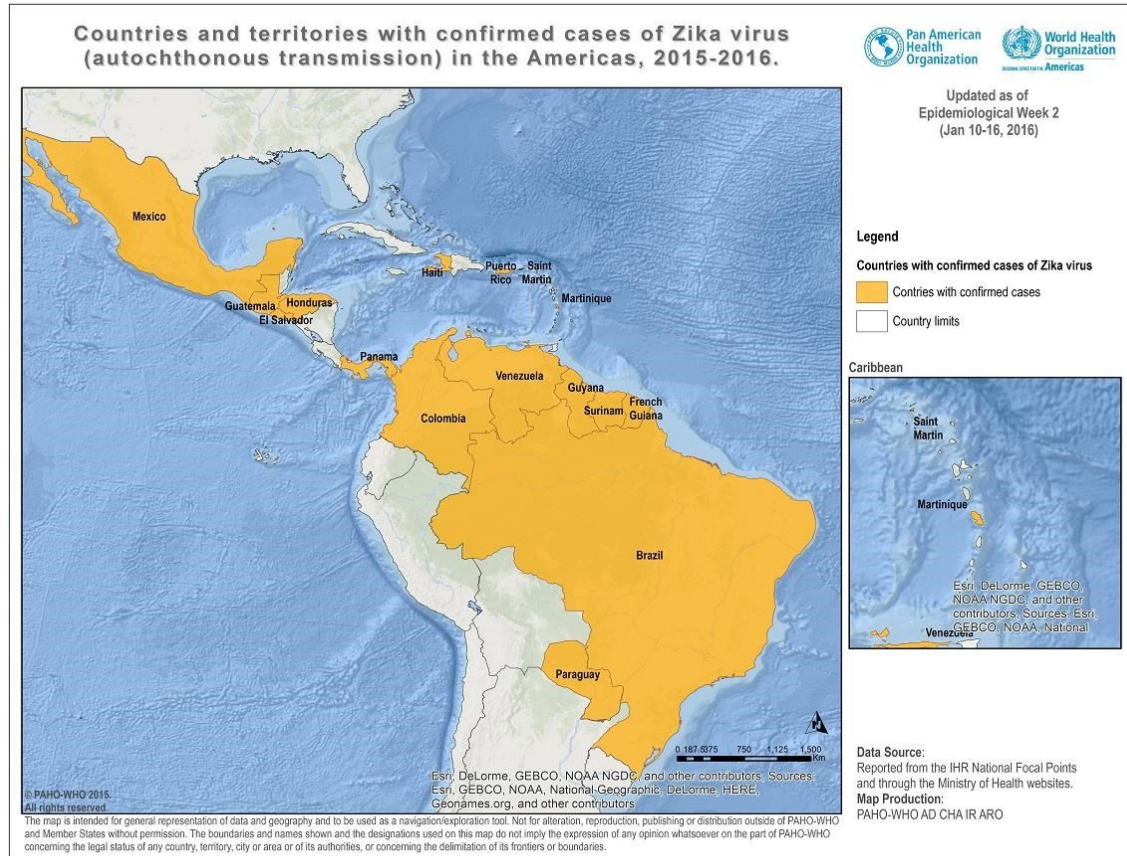 Countries and territories with confirmed cases of Zika virus
(autochthonous transmission) in the Americas, 2015-2016.
Pan American
Health
Organization
World Health
Organization
REGIONAL OFFICE FOR THE Americas
Updated as of
Epidemiological Week 2
(Jan 10-16, 2016)
Mexico
Guatemala
Honduras
El Salvador
Haiti
Puerto
Rico
Saint
Martin
Martinique
Panama
Venezuela
Guyana
Surinam
French
Guiana
Colombia
Brazil
Paraguay
N
0 187.5375 750 1,125 1,500
Km
Esri, DeLorme, GEBCO, NOAA NGDC, and other contributors, Sources:
Esri, GEBCO, NOAA, National Geographic, DeLorme, HERE,
Geonames.org, and other contributors
© PAHO-WHO 2015.
All rights reserved
Legend
Countries with confirmed cases of Zika virus
Contries with confirmed cases
Country limits
Caribbean
Saint
Martin
Martinique
Esri, DeLorme, GEBCO,
NOAA NGDC, and other
contributors, Sources: Esri,
GEBCO, NOAA, National
Venezuela
Data Source:
Reported from the IHR National Focal Points
and through the Ministry of Health websites.
Map Production:
PAHO-WHO AD CHA IR ARO
The map is intended for general representation of data and geography and to be used as a navigation/exploration tool. Not for alteration, reproduction, publishing or distribution outside of PAHO-WHO
and Member States without permission. The boundaries and names shown and the designations used on this map do not imply the expression of any opinion whatsoever on the part of PAHO-WHO
concerning the legal status of any country, territory, city or area or of its authorities, or concerning the delimitation of its frontiers or boundaries.